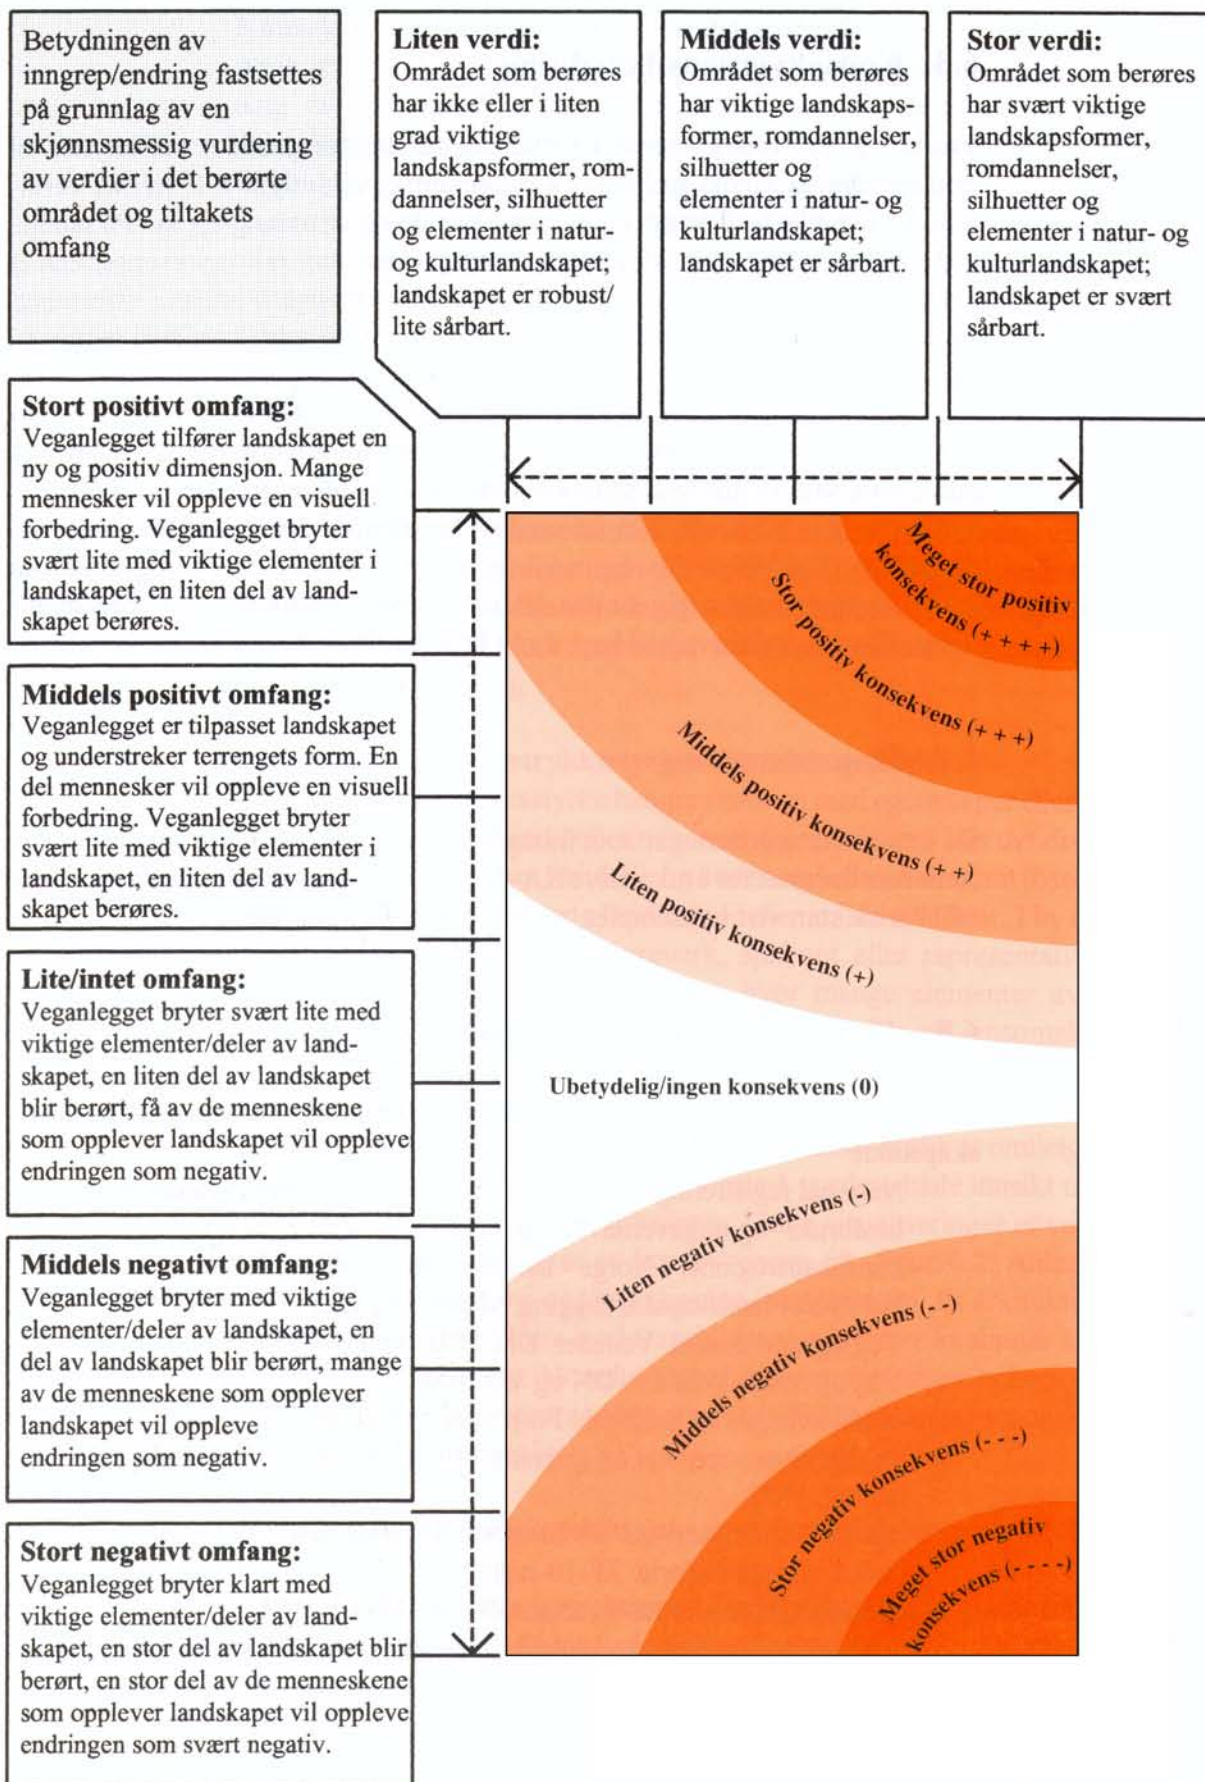 Betydningen av
inngrep/endring fastsettes
på grunnlag av en
skjønnsmessig vurdering
av verdier i det berørte
området og tiltakets
omfang
Liten verdi:
Området som berøres
har ikke eller i liten
grad viktige
landskapsformer, rom-
dannelser, silhuetter
og elementer i natur-
og kulturlandskapet;
landskapet er robust/
lite sårbart.
Middels verdi:
Området som berøres
har viktige landskaps-
former, romdannelser,
silhuetter og
elementer i natur- og
kulturlandskapet;
landskapet er sårbart.
Stor verdi:
Området som berøres
har svært viktige
landskapsformer,
romdannelser,
silhuetter og
elementer i natur- og
kulturlandskapet;
landskapet er svært
sårbart.
Stort positivt omfang:
Veganlegget tilfører landskapet en
ny og positiv dimensjon. Mange
mennesker vil oppleve en visuell
forbedring. Veganlegget bryter
svært lite med viktige elementer i
landskapet, en liten del av land-
skapet berøres.
Middels positivt omfang:
Veganlegget er tilpasset landskapet
og understreker terrengets form. En
del mennesker vil oppleve en visuell
forbedring. Veganlegget bryter
svært lite med viktige elementer i
landskapet, en liten del av land-
skapet berøres.
Lite/intet omfang:
Veganlegget bryter svært lite med
viktige elementer/deler av land-
skapet, en liten del av landskapet
blir berørt, få av de menneskene
som opplever landskapet vil oppleve
endringen som negativ.
Middels negativt omfang:
Veganlegget bryter med viktige
elementer/deler av landskapet, en
del av landskapet blir berørt, mange
av de menneskene som opplever
landskapet vil oppleve
endringen som negativ.
Stort negativt omfang:
Veganlegget bryter klart med
viktige elementer/deler av land-
skapet, en stor del av landskapet blir
berørt, en stor del av de menneskene
som opplever landskapet vil oppleve
endringen som svært negativ.
Meget stor positiv
konsekvens (+ + + +)
Stor positiv konsekvens (+ + +)
Middels positiv konsekvens (+ +)
Liten positiv konsekvens (+)
Ubetydelig/ingen konsekvens (0)
Liten negativ konsekvens (-)
Middels negativ konsekvens (- -)
Stor negativ konsekvens (- - -)
Meget stor negativ
konsekvens (- - - -)